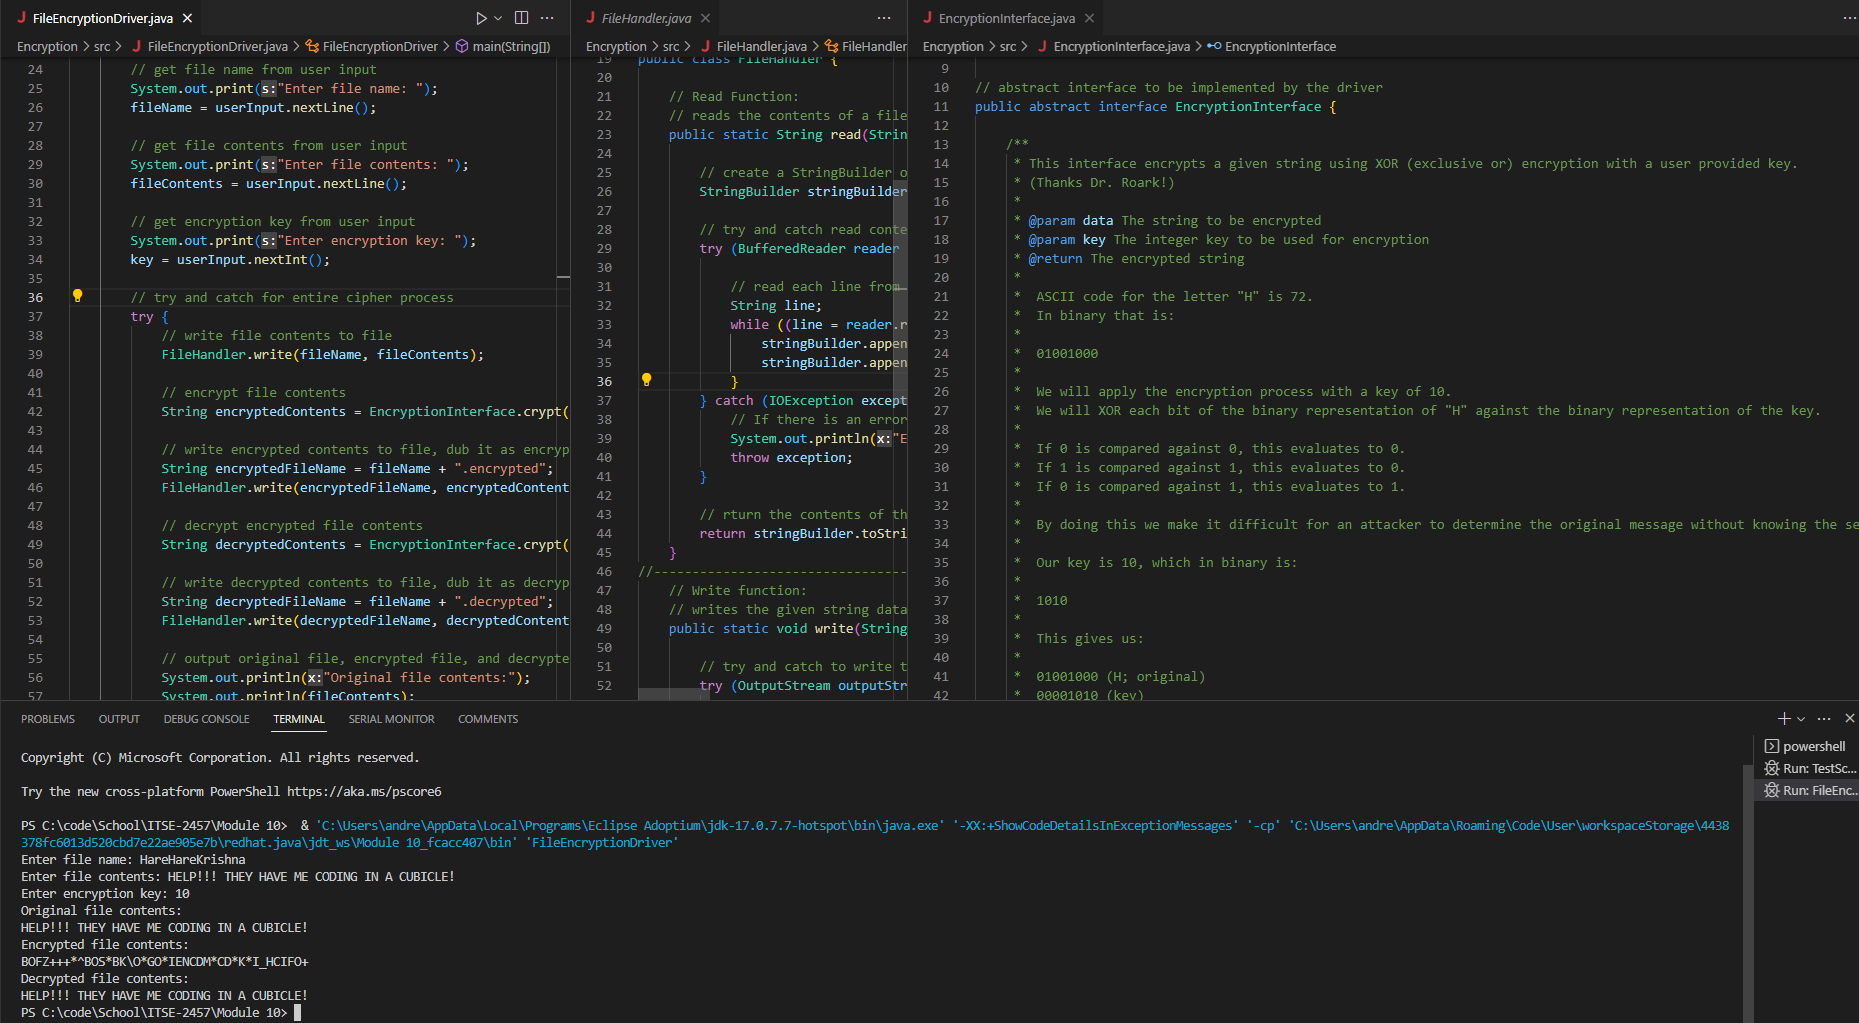 FileEncryptionDriver.java
Encryption > src > FileEncryptionDriver.java > FileEncryptionDriver > main(String[])
24 // get file name from user input
25 System.out.print(s:"Enter file name: ");
26 fileName = userInput.nextLine();
27
28 // get file contents from user input
29 System.out.print(s:"Enter file contents: ");
30 fileContents = userInput.nextLine();
31
32 // get encryption key from user input
33 System.out.print(s:"Enter encryption key: ");
34 key = userInput.nextInt();
35
36 // try and catch for entire cipher process
37 try {
38 // write file contents to file
39 FileHandler.write(fileName, fileContents);
40
41 // encrypt file contents
42 String encryptedContents = EncryptionInterface.crypt(
43
44 // write encrypted contents to file, dub it as encryp
45 String encryptedFileName = fileName + ".encrypted";
46 FileHandler.write(encryptedFileName, encryptedContent
47
48 // decrypt encrypted file contents
49 String decryptedContents = EncryptionInterface.crypt(
50
51 // write decrypted contents to file, dub it as decryp
52 String decryptedFileName = fileName + ".decrypted";
53 FileHandler.write(decryptedFileName, decryptedContent
54
55 // output original file, encrypted file, and decrypte
56 System.out.println(x:"Original file contents:");
57 System.out.println(fileContents);
FileHandler.java
Encryption > src > FileHandler.java > FileHandler
19 public class FileHandler {
20
21 // Read Function:
22 // reads the contents of a file
23 public static String read(Strin
24
25 // create a StringBuilder o
26 StringBuilder stringBuilder
27
28 // try and catch read conte
29 try (BufferedReader reader
30
31 // read each line from
32 String line;
33 while ((line = reader.r
34 stringBuilder.appen
35 stringBuilder.appen
36 }
37 } catch (IOException except
38 // If there is an error
39 System.out.println(x:"E
40 throw exception;
41 }
42
43 // rturn the contents of th
44 return stringBuilder.toStri
45 }
46 //---------------------------------
47 // Write function:
48 // writes the given string data
49 public static void write(String
50
51 // try and catch to write t
52 try (OutputStream outputStr
EncryptionInterface.java
Encryption > src > EncryptionInterface.java > EncryptionInterface
9
10 // abstract interface to be implemented by the driver
11 public abstract interface EncryptionInterface {
12
13 /**
14 * This interface encrypts a given string using XOR (exclusive or) encryption with a user provided key.
15 * (Thanks Dr. Roark!)
16 *
17 * @param data The string to be encrypted
18 * @param key The integer key to be used for encryption
19 * @return The encrypted string
20 *
21 * ASCII code for the letter "H" is 72.
22 * In binary that is:
23 *
24 * 01001000
25 *
26 * We will apply the encryption process with a key of 10.
27 * We will XOR each bit of the binary representation of "H" against the binary representation of the key.
28 *
29 * If 0 is compared against 0, this evaluates to 0.
30 * If 1 is compared against 1, this evaluates to 0.
31 * If 0 is compared against 1, this evaluates to 1.
32 *
33 * By doing this we make it difficult for an attacker to determine the original message without knowing the se
34 *
35 * Our key is 10, which in binary is:
36 *
37 * 1010
38 *
39 * This gives us:
40 *
41 * 01001000 (H; original)
42 * 00001010 (key)
PROBLEMS OUTPUT DEBUG CONSOLE TERMINAL SERIAL MONITOR COMMENTS
Copyright (C) Microsoft Corporation. All rights reserved.
Try the new cross-platform PowerShell https://aka.ms/pscore6
PS C:\code\School\ITSE-2457\Module 10> & 'C:\Users\andre\AppData\Local\Programs\Eclipse Adoptium\jdk-17.0.7.7-hotspot\bin\java.exe' '-XX:+ShowCodeDetailsInExceptionMessages' '-cp' 'C:\Users\andre\AppData\Roaming\Code\User\workspaceStorage\4438
378fc6013d520cbd7e22ae905e7b\redhat.java\jdt_ws\Module 10_fcacc407\bin' 'FileEncryptionDriver'
Enter file name: HareHareKrishna
Enter file contents: HELP!!! THEY HAVE ME CODING IN A CUBICLE!
Enter encryption key: 10
Original file contents:
HELP!!! THEY HAVE ME CODING IN A CUBICLE!
Encrypted file contents:
BOFZ+++*^BOS*BK\O*GO*IENCDM*CD*K*I_HCIFO+
Decrypted file contents:
HELP!!! THEY HAVE ME CODING IN A CUBICLE!
PS C:\code\School\ITSE-2457\Module 10>
powershell
Run: TestSc...
Run: FileEnc...